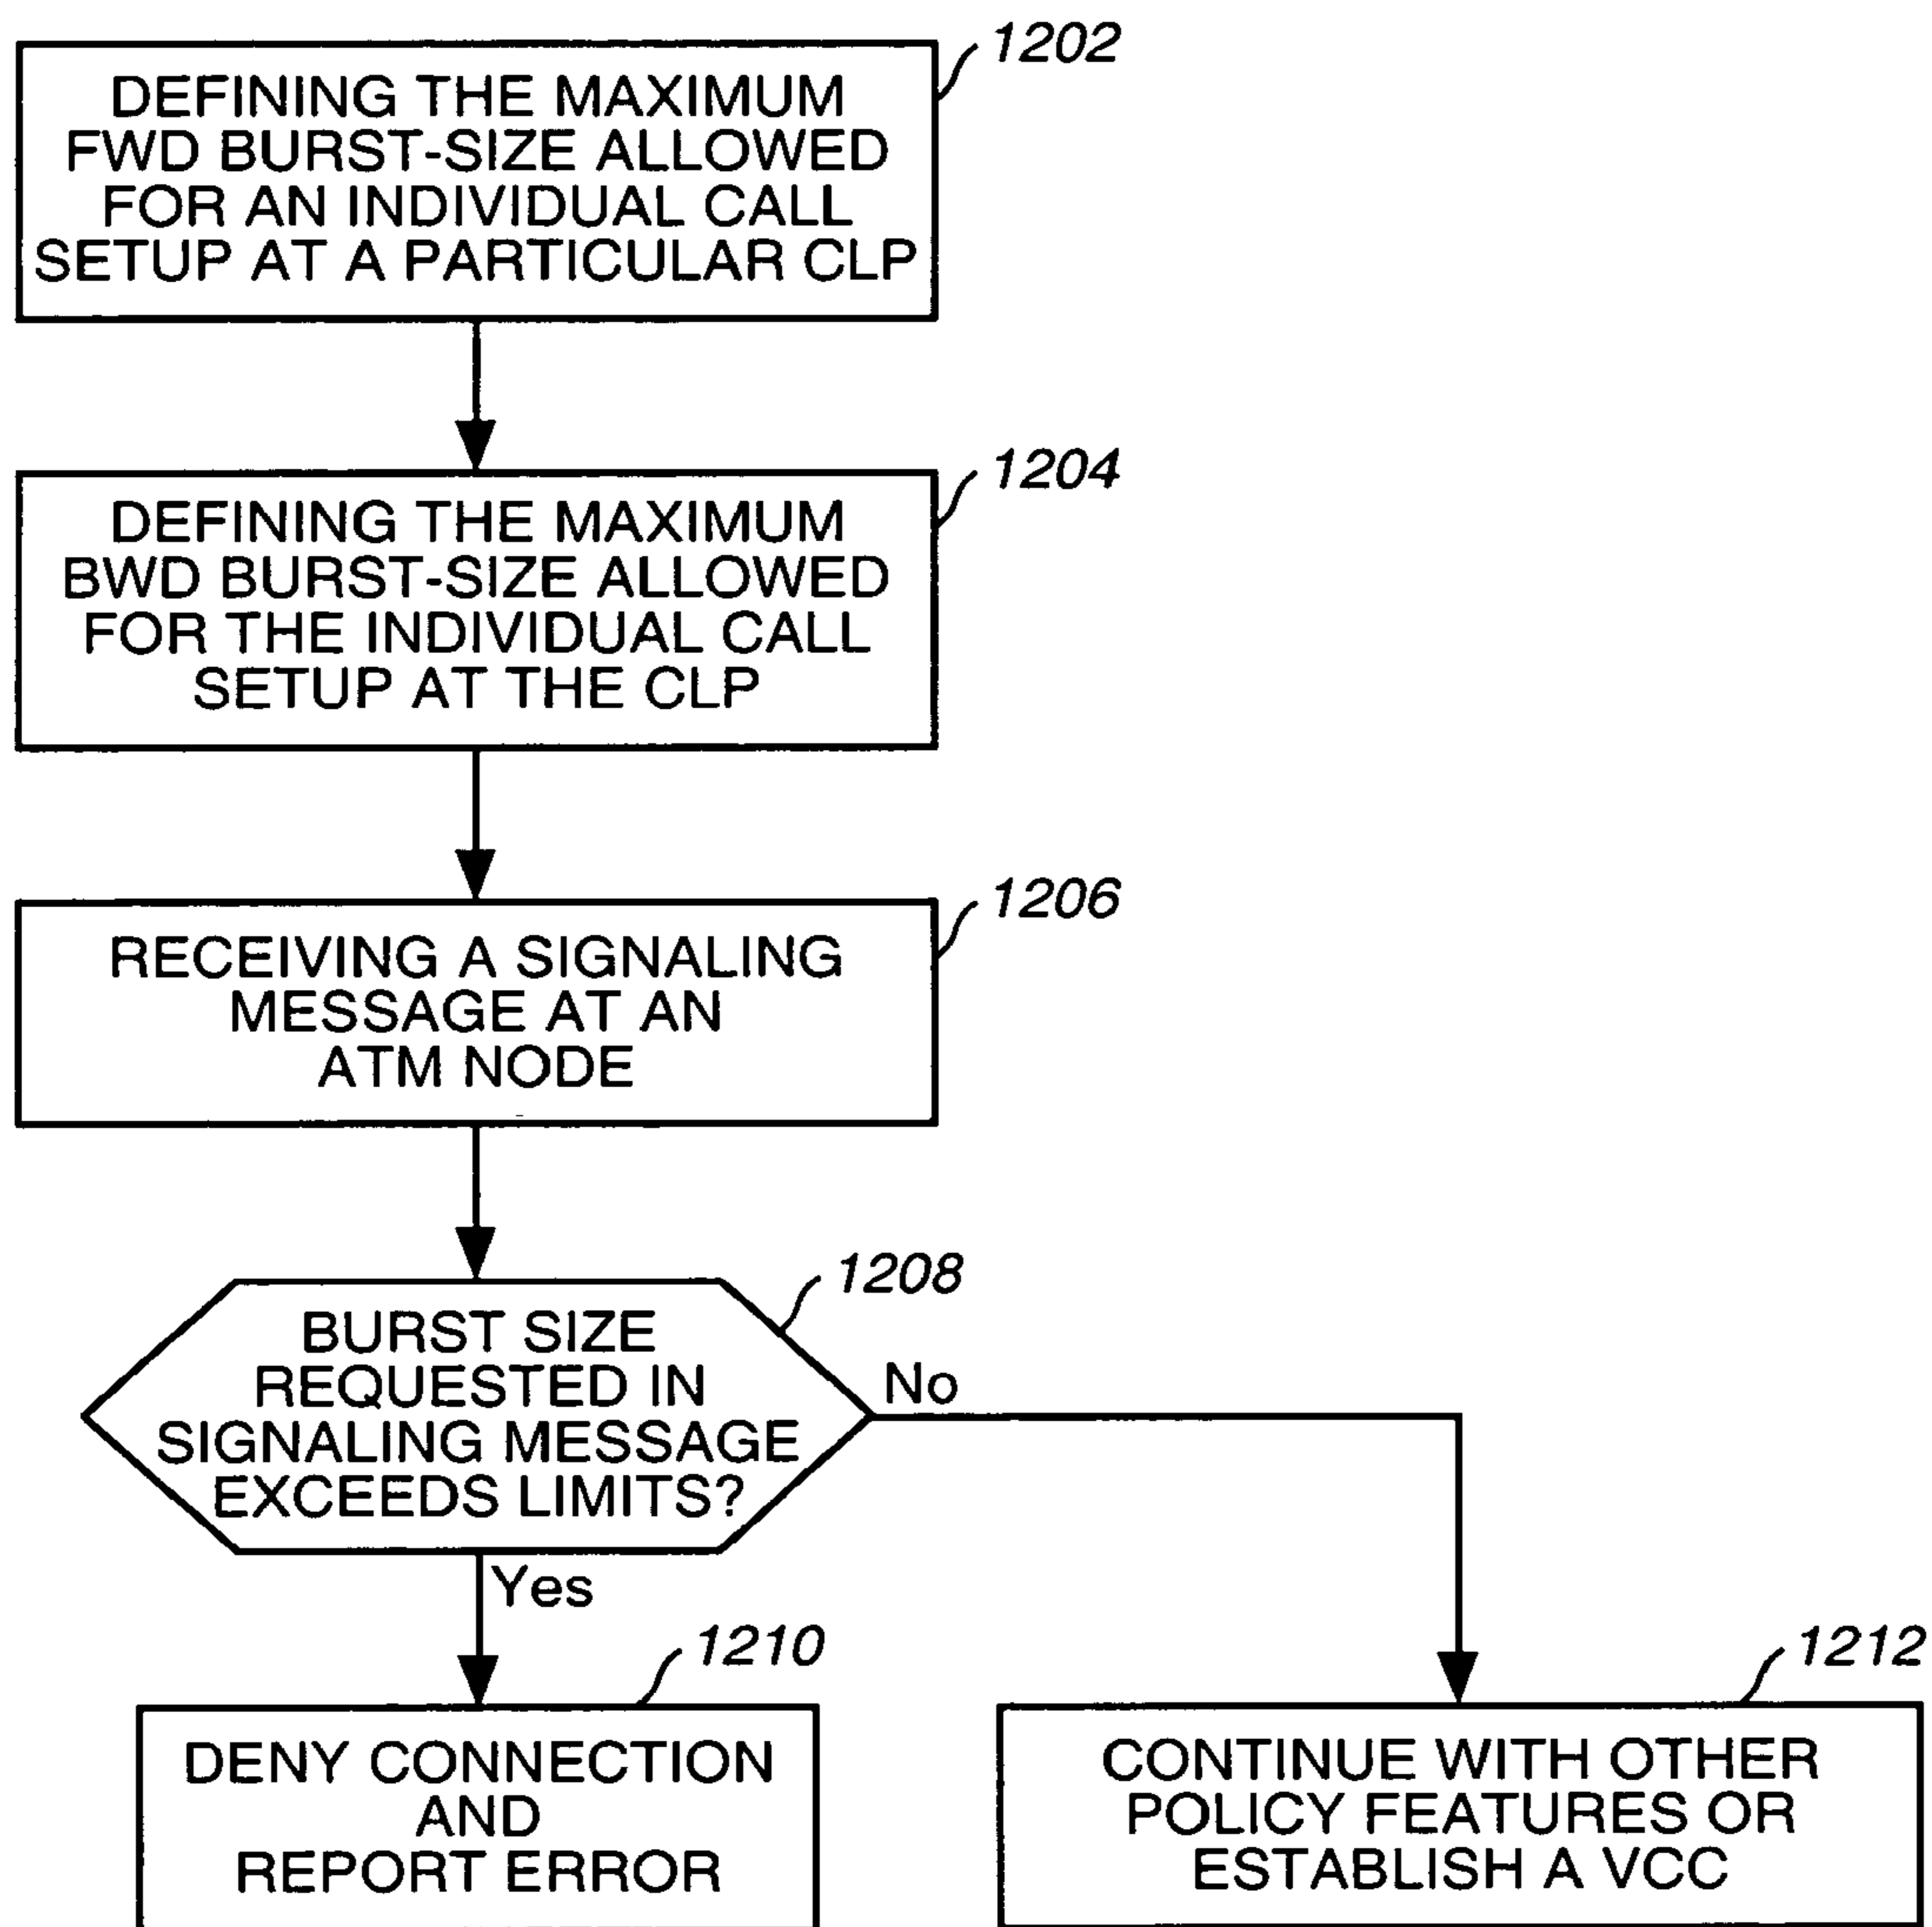 1202
DEFINING THE MAXIMUM
FWD BURST-SIZE ALLOWED
FOR AN INDIVIDUAL CALL
SETUP AT A PARTICULAR CLP
1204
DEFINING THE MAXIMUM
BWD BURST-SIZE ALLOWED
FOR THE INDIVIDUAL CALL
SETUP AT THE CLP
1206
RECEIVING A SIGNALING
MESSAGE AT AN
ATM NODE
1208
BURST SIZE
REQUESTED IN
SIGNALING MESSAGE
EXCEEDS LIMITS?
No
Yes
1210
DENY CONNECTION
AND
REPORT ERROR
1212
CONTINUE WITH OTHER
POLICY FEATURES OR
ESTABLISH A VCC